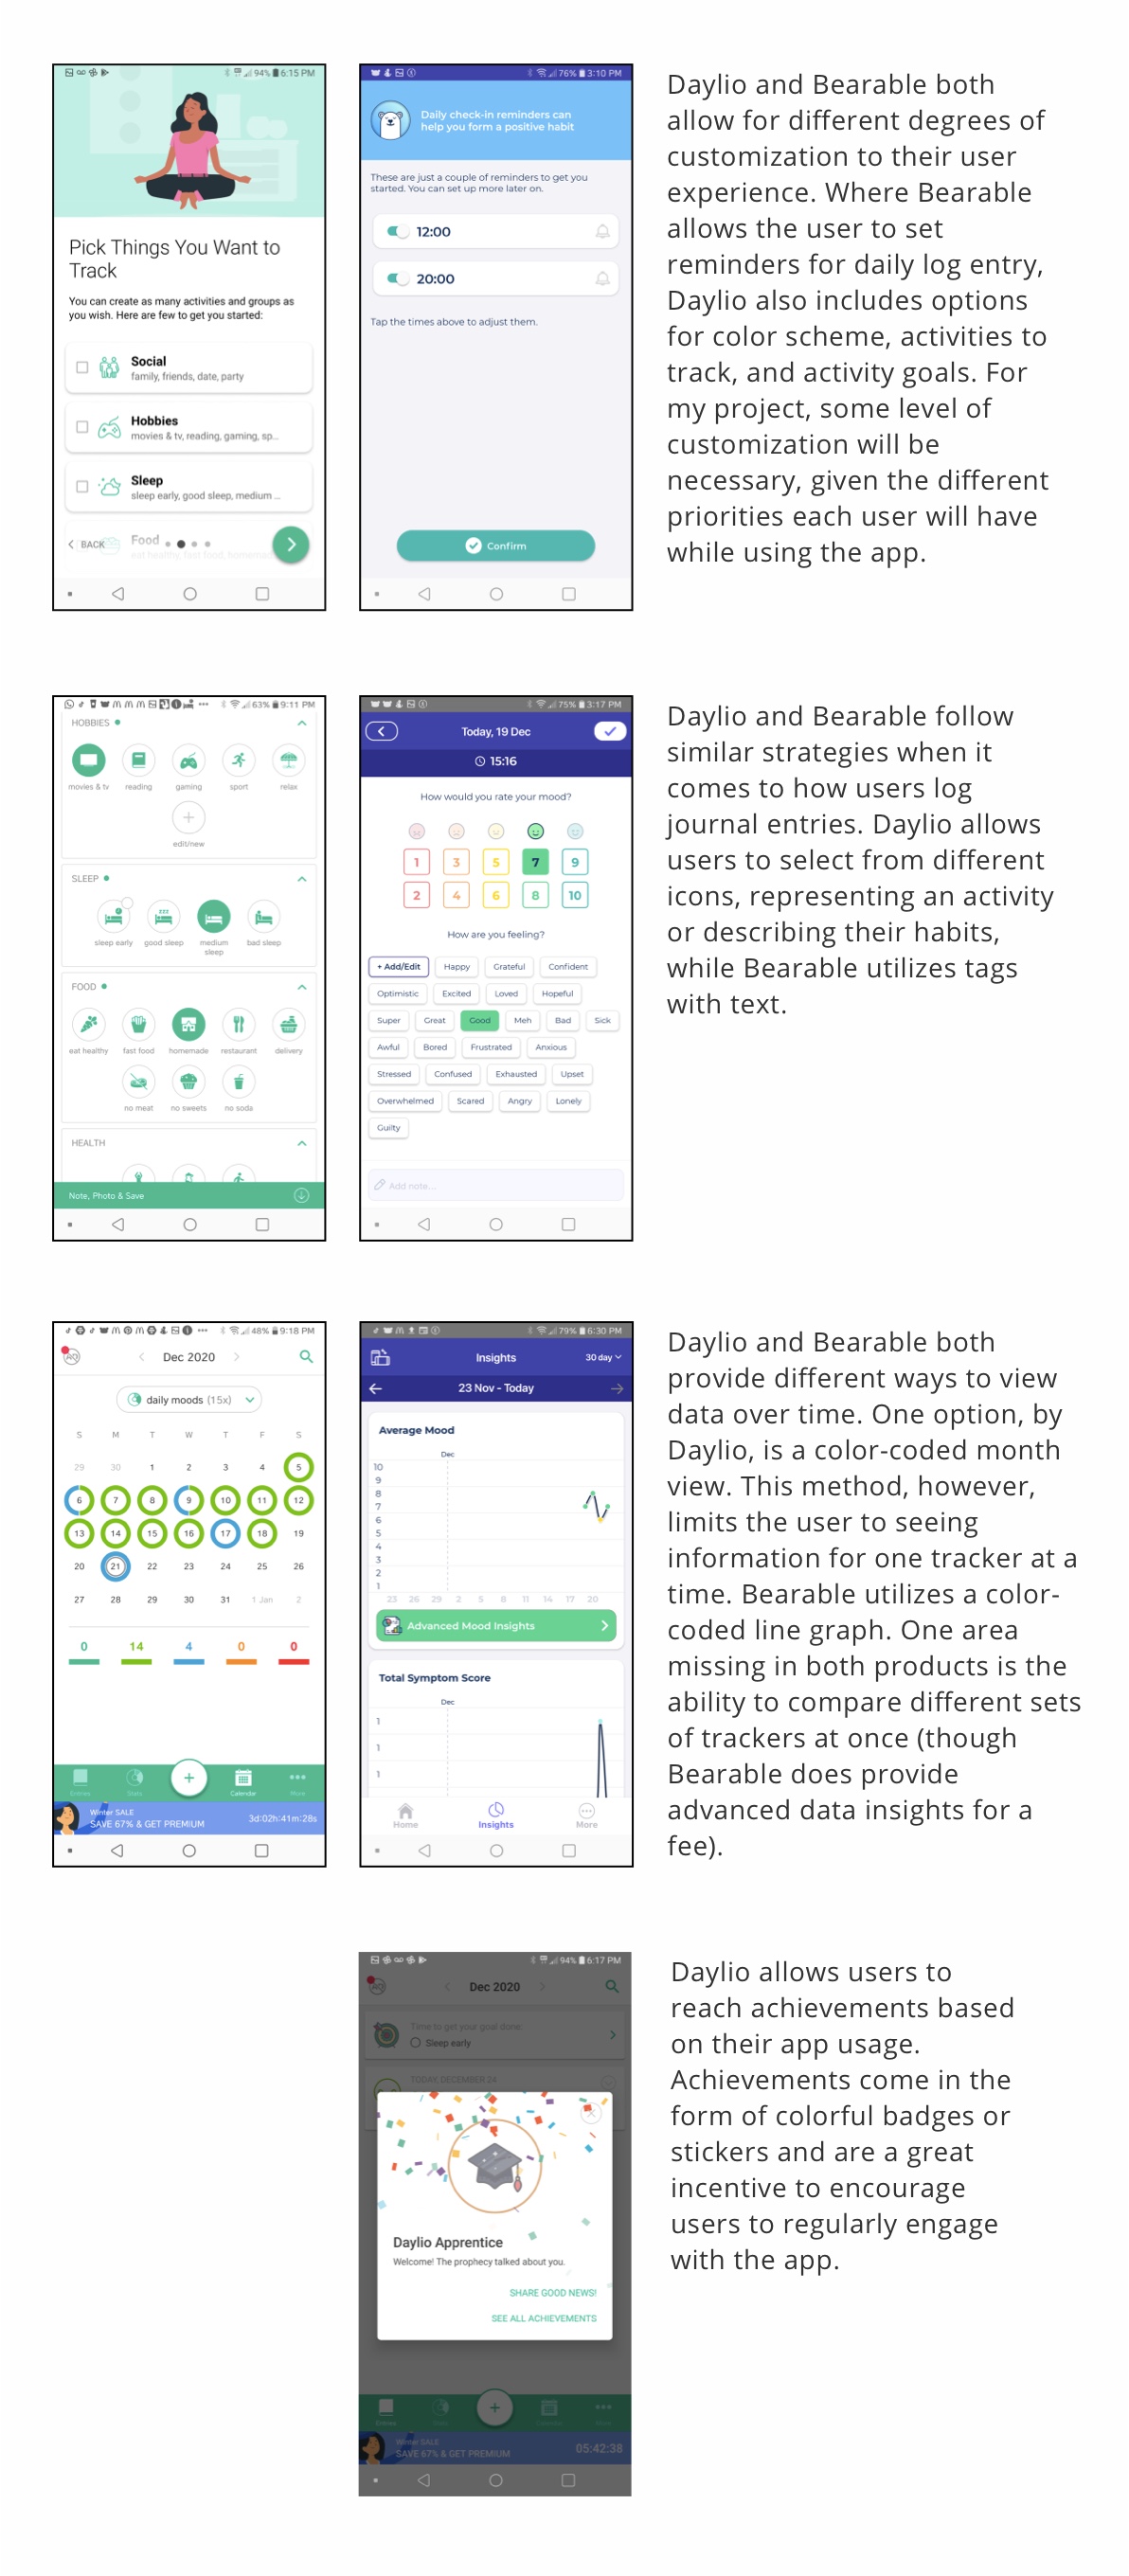 94% 6:15 PM
Pick Things You Want to
Track
You can create as many activities and groups as
you wish. Here are few to get you started:
Social
family, friends, date, party
Hobbies
movies & tv, reading, gaming, sp...
Sleep
sleep early, good sleep, medium ...
BACK
Food
eat healthy, fast food, homemade
76% 3:10 PM
Daily check-in reminders can
help you form a positive habit
These are just a couple of reminders to get you
started. You can set up more later on.
12:00
20:00
Tap the times above to adjust them.
Confirm
Daylio and Bearable both
allow for different degrees of
customization to their user
experience. Where Bearable
allows the user to set
reminders for daily log entry,
Daylio also includes options
for color scheme, activities to
track, and activity goals. For
my project, some level of
customization will be
necessary, given the different
priorities each user will have
while using the app.
63% 9:11 PM
HOBBIES
movies & tv reading gaming sport relax
edit/new
SLEEP
sleep early good sleep medium sleep bad sleep
FOOD
eat healthy fast food homemade restaurant delivery
no meat no sweets no soda
HEALTH
Note, Photo & Save
75% 3:17 PM
Today, 19 Dec
15:16
How would you rate your mood?
1 3 5 7 9
2 4 6 8 10
How are you feeling?
+ Add/Edit Happy Grateful Confident
Optimistic Excited Loved Hopeful
Super Great Good Meh Bad Sick
Awful Bored Frustrated Anxious
Stressed Confused Exhausted Upset
Overwhelmed Scared Angry Lonely
Guilty
Add note...
Daylio and Bearable follow
similar strategies when it
comes to how users log
journal entries. Daylio allows
users to select from different
icons, representing an activity
or describing their habits,
while Bearable utilizes tags
with text.
48% 9:18 PM
Dec 2020
daily moods (15x)
S M T W T F S
29 30 1 2 3 4 5
6 7 8 9 10 11 12
13 14 15 16 17 18 19
20 21 22 23 24 25 26
27 28 29 30 31 1 Jan 2
0 14 4 0 0
Entries Stats Calendar More
Winter SALE
SAVE 67% & GET PREMIUM
3d:02h:41m:28s
79% 6:30 PM
Insights
30 day
23 Nov - Today
Average Mood
Dec
10
9
8
7
6
5
4
3
2
1
23 26 29 2 5 8 11 14 17 20
Advanced Mood Insights
Total Symptom Score
Dec
1
1
1
Home Insights More
Daylio and Bearable both
provide different ways to view
data over time. One option, by
Daylio, is a color-coded month
view. This method, however,
limits the user to seeing
information for one tracker at a
time. Bearable utilizes a color-
coded line graph. One area
missing in both products is the
ability to compare different sets
of trackers at once (though
Bearable does provide
advanced data insights for a
fee).
94% 6:17 PM
Dec 2020
Time to get your goal done:
Sleep early
TODAY, DECEMBER 24
Daylio Apprentice
Welcome! The prophecy talked about you.
SHARE GOOD NEWS!
SEE ALL ACHIEVEMENTS
Entries
Winter SALE
SAVE 67% & GET PREMIUM
05:42:38
Daylio allows users to
reach achievements based
on their app usage.
Achievements come in the
form of colorful badges or
stickers and are a great
incentive to encourage
users to regularly engage
with the app.